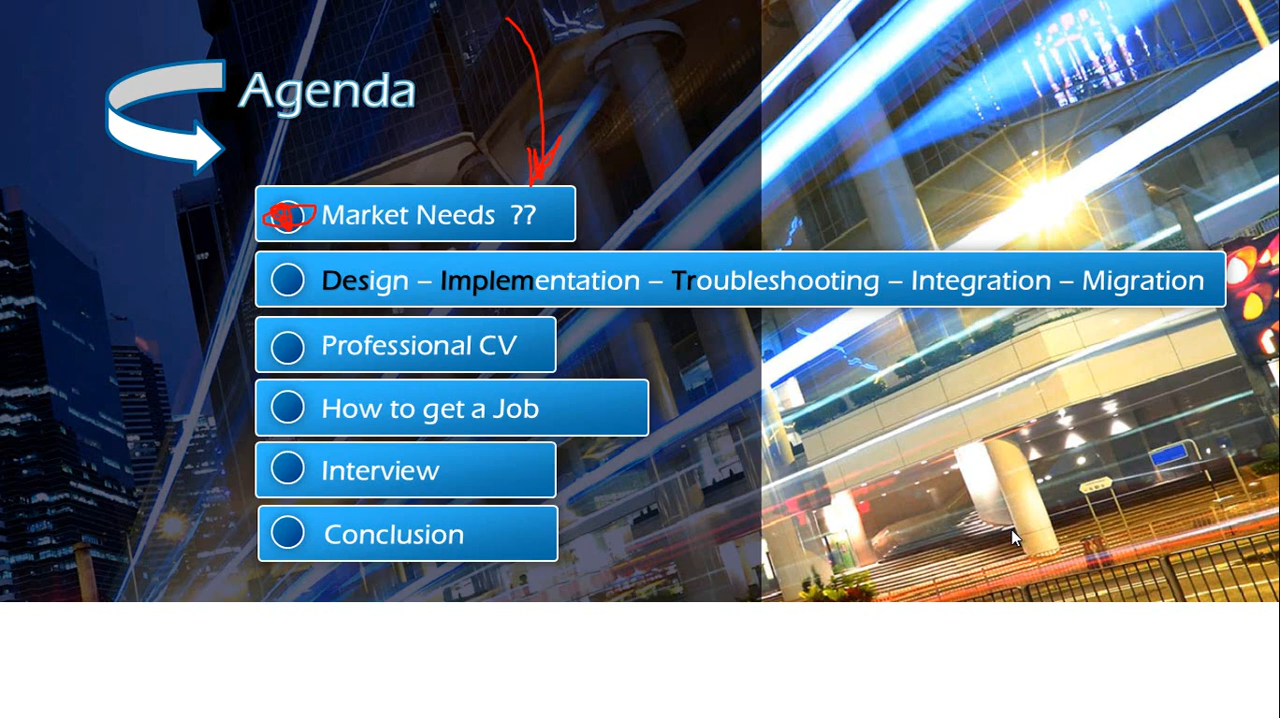 Agenda
Market Needs ??
Design – Implementation – Troubleshooting – Integration – Migration
Professional CV
How to get a Job
Interview
Conclusion